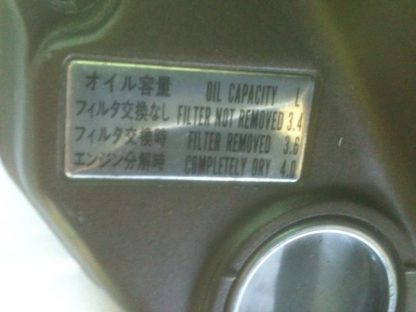 オイル容量 OIL CAPACITY L
フィルタ交換なし FILTER NOT REMOVED 3.4
フィルタ交換時 FILTER REMOVED 3.6
エンジン分解時 COMPLETELY DRY 4.0